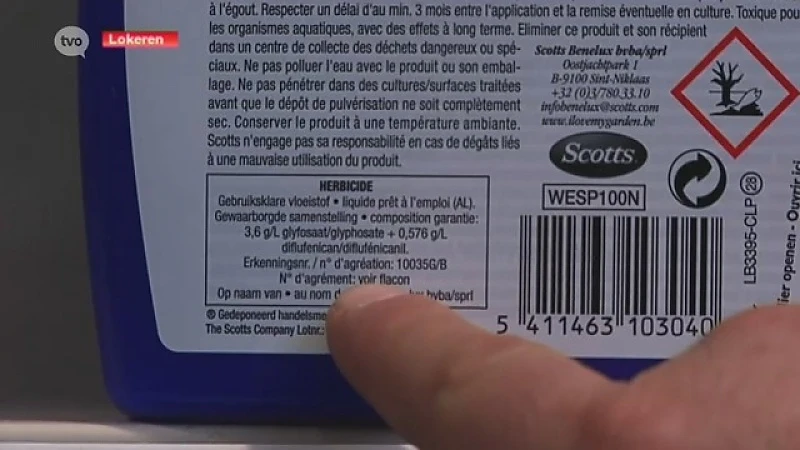 tvo
Lokeren
à l'égout. Respecter un délai d'au min. 3 mois entre l'application et la remise éventuelle en culture. Toxique pour
les organismes aquatiques, avec des effets à long terme. Eliminer ce produit et son récipient
dans un centre de collecte des déchets dangereux ou spé-
ciaux. Ne pas polluer l'eau avec le produit ou son embal-
lage. Ne pas pénétrer dans des cultures/surfaces traitées
avant que le dépôt de pulvérisation ne soit complètement
sec. Conserver le produit à une température ambiante.
Scotts n'engage pas sa responsabilité en cas de dégâts liés
à une mauvaise utilisation du produit.
Scotts Benelux bvba/sprl
Oostjachtpark 1
B-9100 Sint-Niklaas
+32 (0)3/780.33.10
infobenelux@scotts.com
www.ilovemygarden.be
Scotts
WESP100N
HERBICIDE
Gebruiksklare vloeistof • liquide prêt à l'emploi (AL).
Gewaarborgde samenstelling • composition garantie:
3,6 g/L glyfosaat/glyphosate + 0,576 g/L
diflufenican/diflufénicanil.
Erkenningsnr. / n° d'agréation: 10035G/B
N° d'agrément: voir flacon
Op naam van • au nom bvba/sprl
® Gedeponeerd handelsme
The Scotts Company Lotnr.:
5 411463 103040
LB3395-CLP 28
ier openen - Ouvrir ici